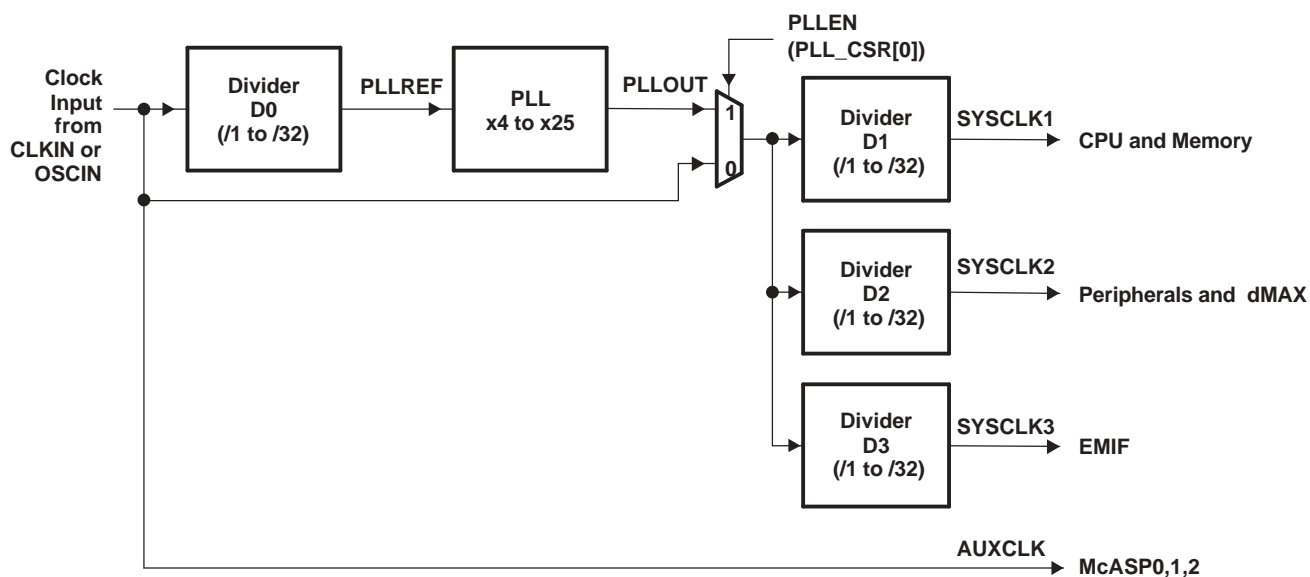 PLLEN
(PLL_CSR[0])
Clock
Input
from
CLKIN or
OSCIN
Divider
D0
(/1 to /32)
PLLREF
PLL
x4 to x25
PLLOUT
1
0
Divider
D1
(/1 to /32)
SYSCLK1
CPU and Memory
Divider
D2
(/1 to /32)
SYSCLK2
Peripherals and dMAX
Divider
D3
(/1 to /32)
SYSCLK3
EMIF
AUXCLK
McASP0,1,2